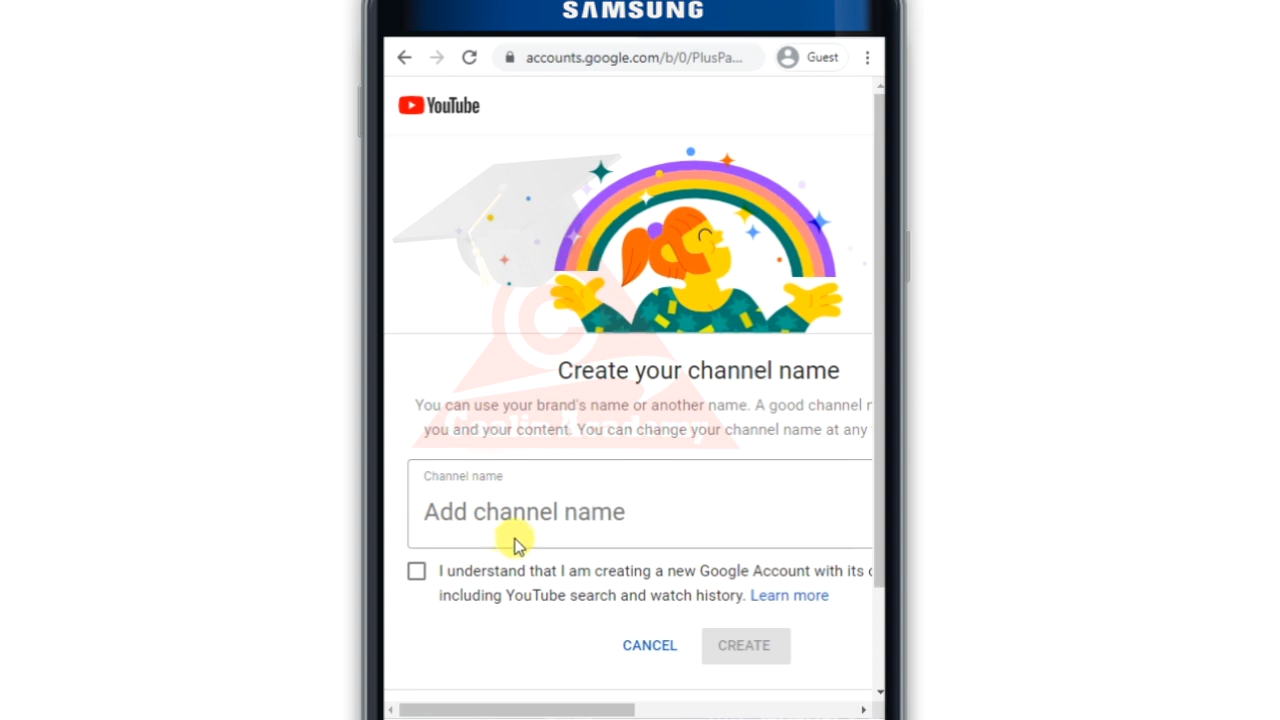 SAMSUNG
accounts.google.com/b/0/PlusPa...
Guest
YouTube
Create your channel name
You can use your brand's name or another name. A good channel
you and your content. You can change your channel name at any
Channel name
Add channel name
I understand that I am creating a new Google Account with its
including YouTube search and watch history. Learn more
CANCEL
CREATE